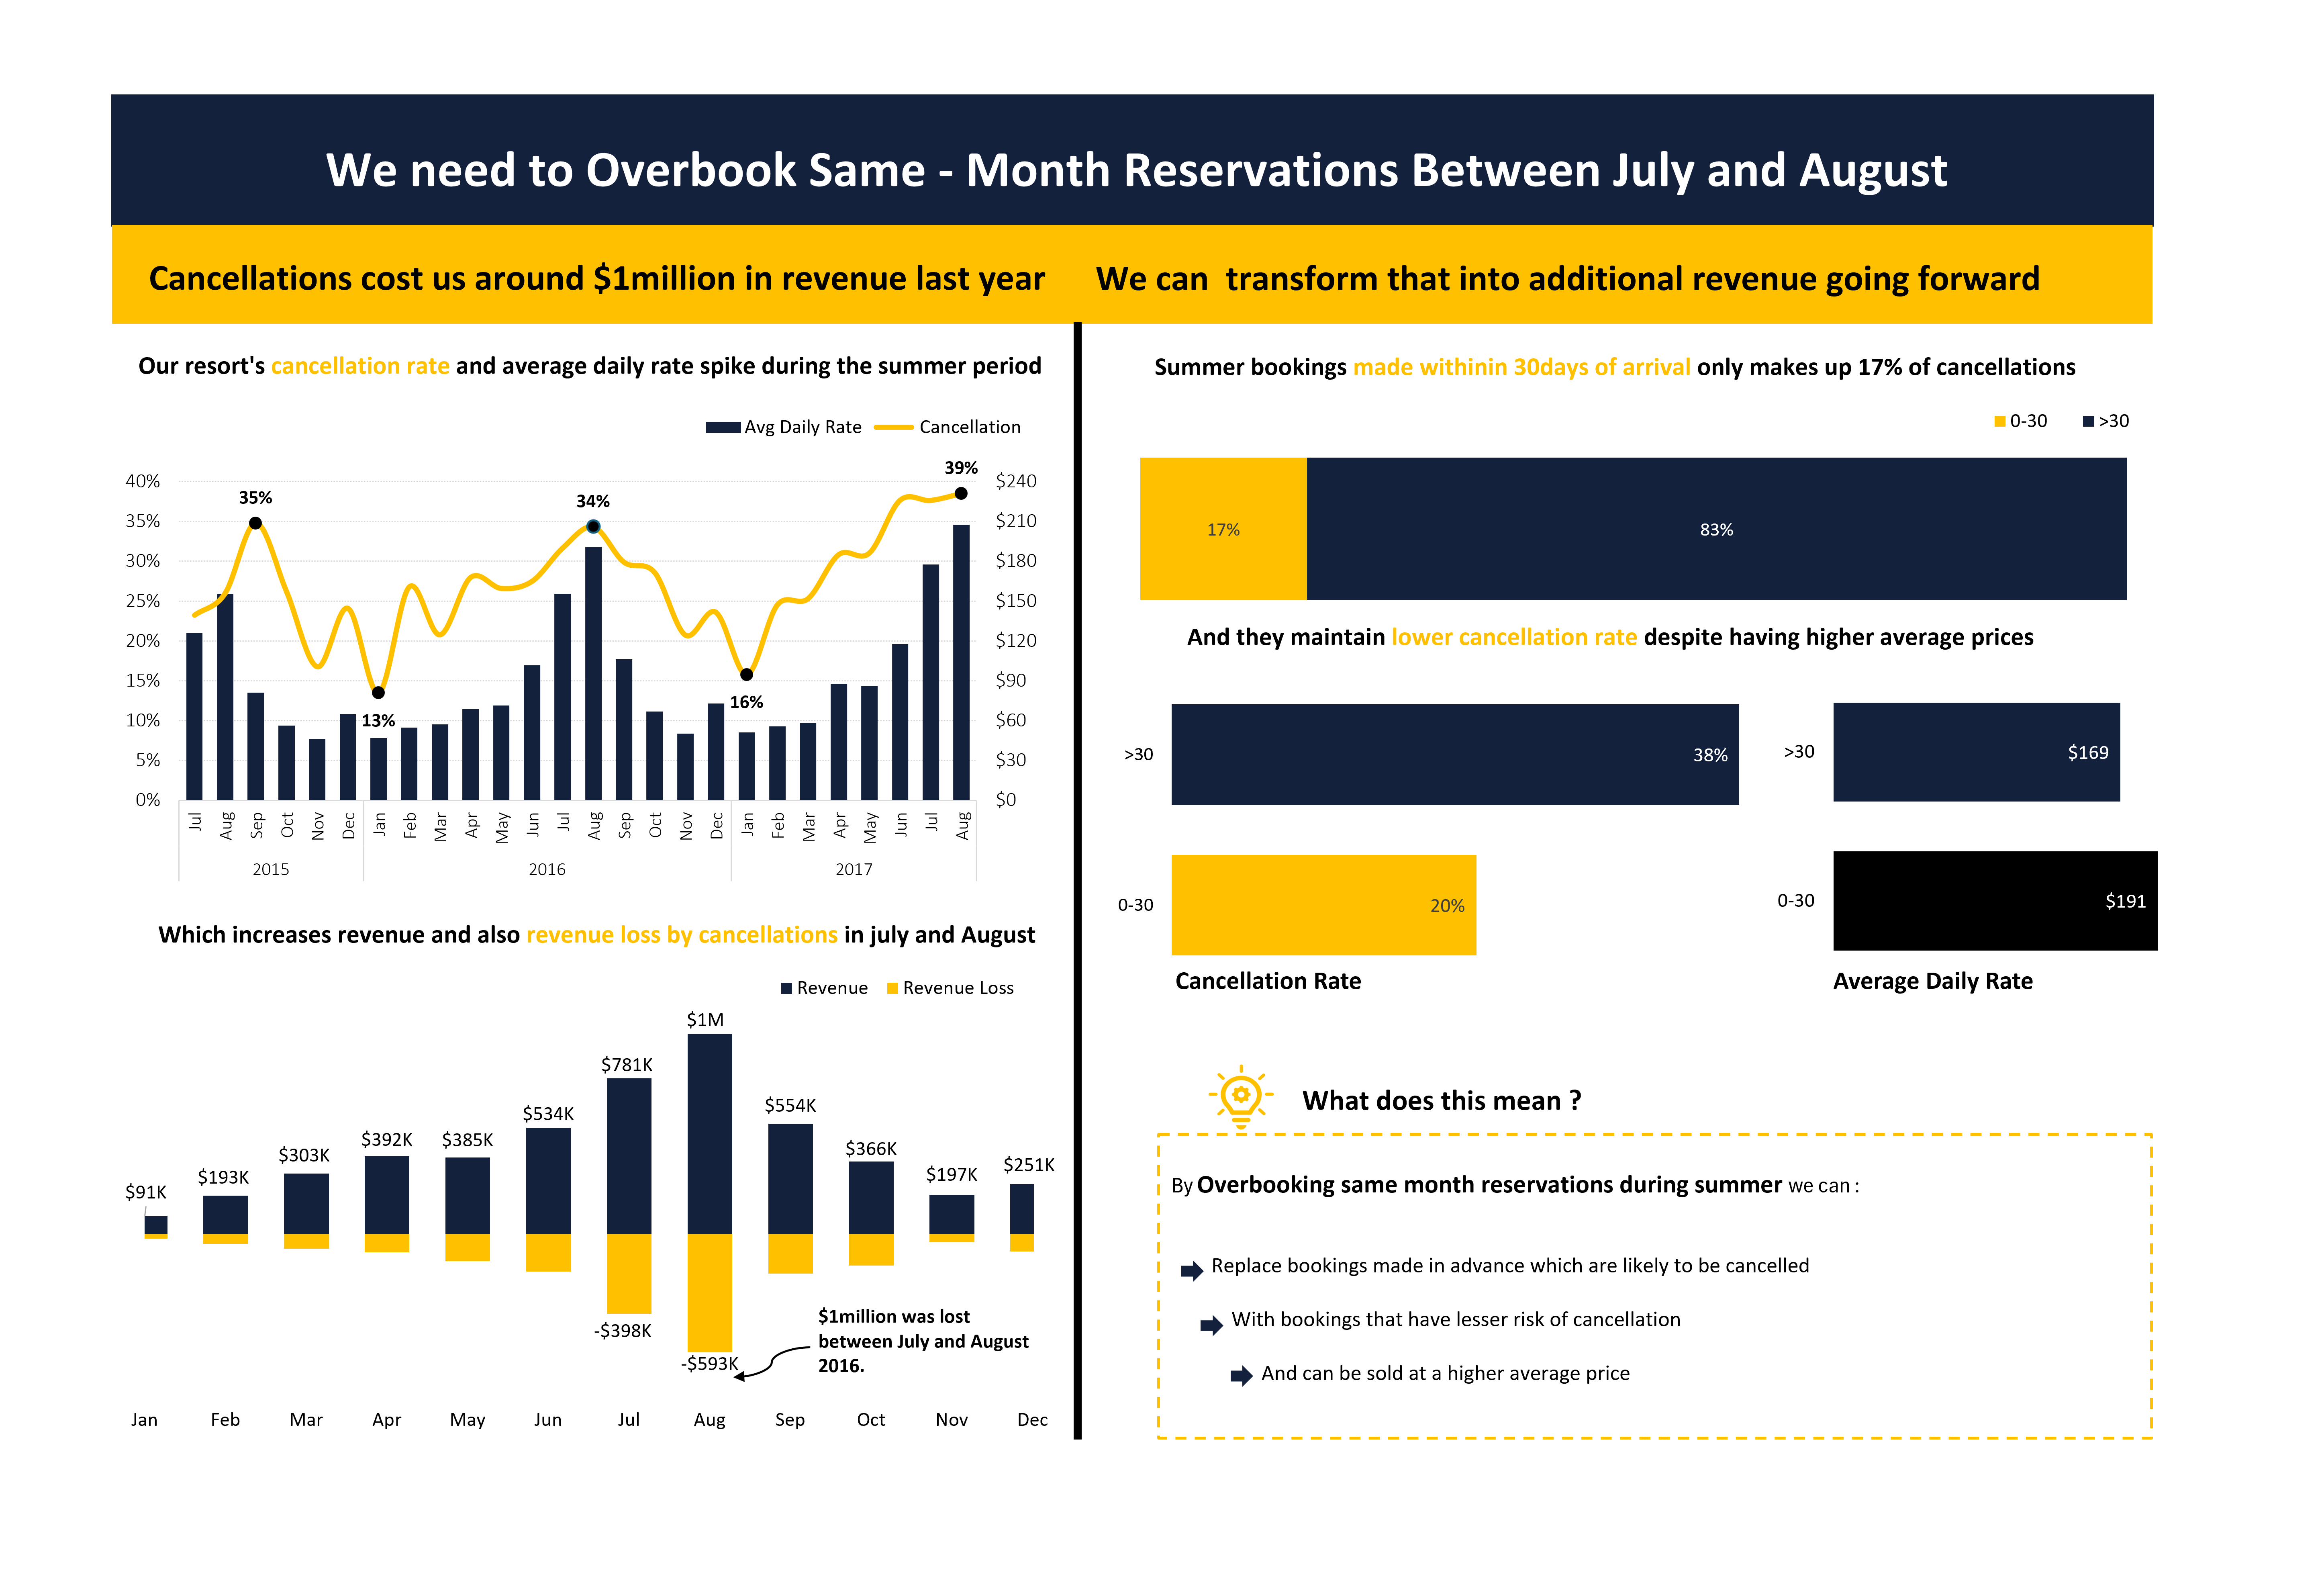 We need to Overbook Same - Month Reservations Between July and August
Cancellations cost us around $1million in revenue last year
We can  transform that into additional revenue going forward
Our resort's cancellation rate and average daily rate spike during the summer period
Avg Daily Rate Cancellation
40%
35%
30%
25%
20%
15%
10%
5%
0%
35%
13%
34%
16%
39%
$240
$210
$180
$150
$120
$90
$60
$30
$0
Jul Aug Sep Oct Nov Dec Jan Feb Mar Apr May Jun Jul Aug Sep Oct Nov Dec Jan Feb Mar Apr May Jun Jul Aug
2015 2016 2017
Which increases revenue and also revenue loss by cancellations in july and August
Revenue Revenue Loss
$91K $193K $303K $392K $385K $534K $781K $1M $554K $366K $197K $251K
-$398K
-$593K
$1million was lost
between July and August
2016.
Jan Feb Mar Apr May Jun Jul Aug Sep Oct Nov Dec
Summer bookings made withinin 30days of arrival only makes up 17% of cancellations
0-30 >30
17% 83%
And they maintain lower cancellation rate despite having higher average prices
>30 38%
0-30 20%
Cancellation Rate
>30 $169
0-30 $191
Average Daily Rate
What does this mean ?
By Overbooking same month reservations during summer we can :
Replace bookings made in advance which are likely to be cancelled
With bookings that have lesser risk of cancellation
And can be sold at a higher average price